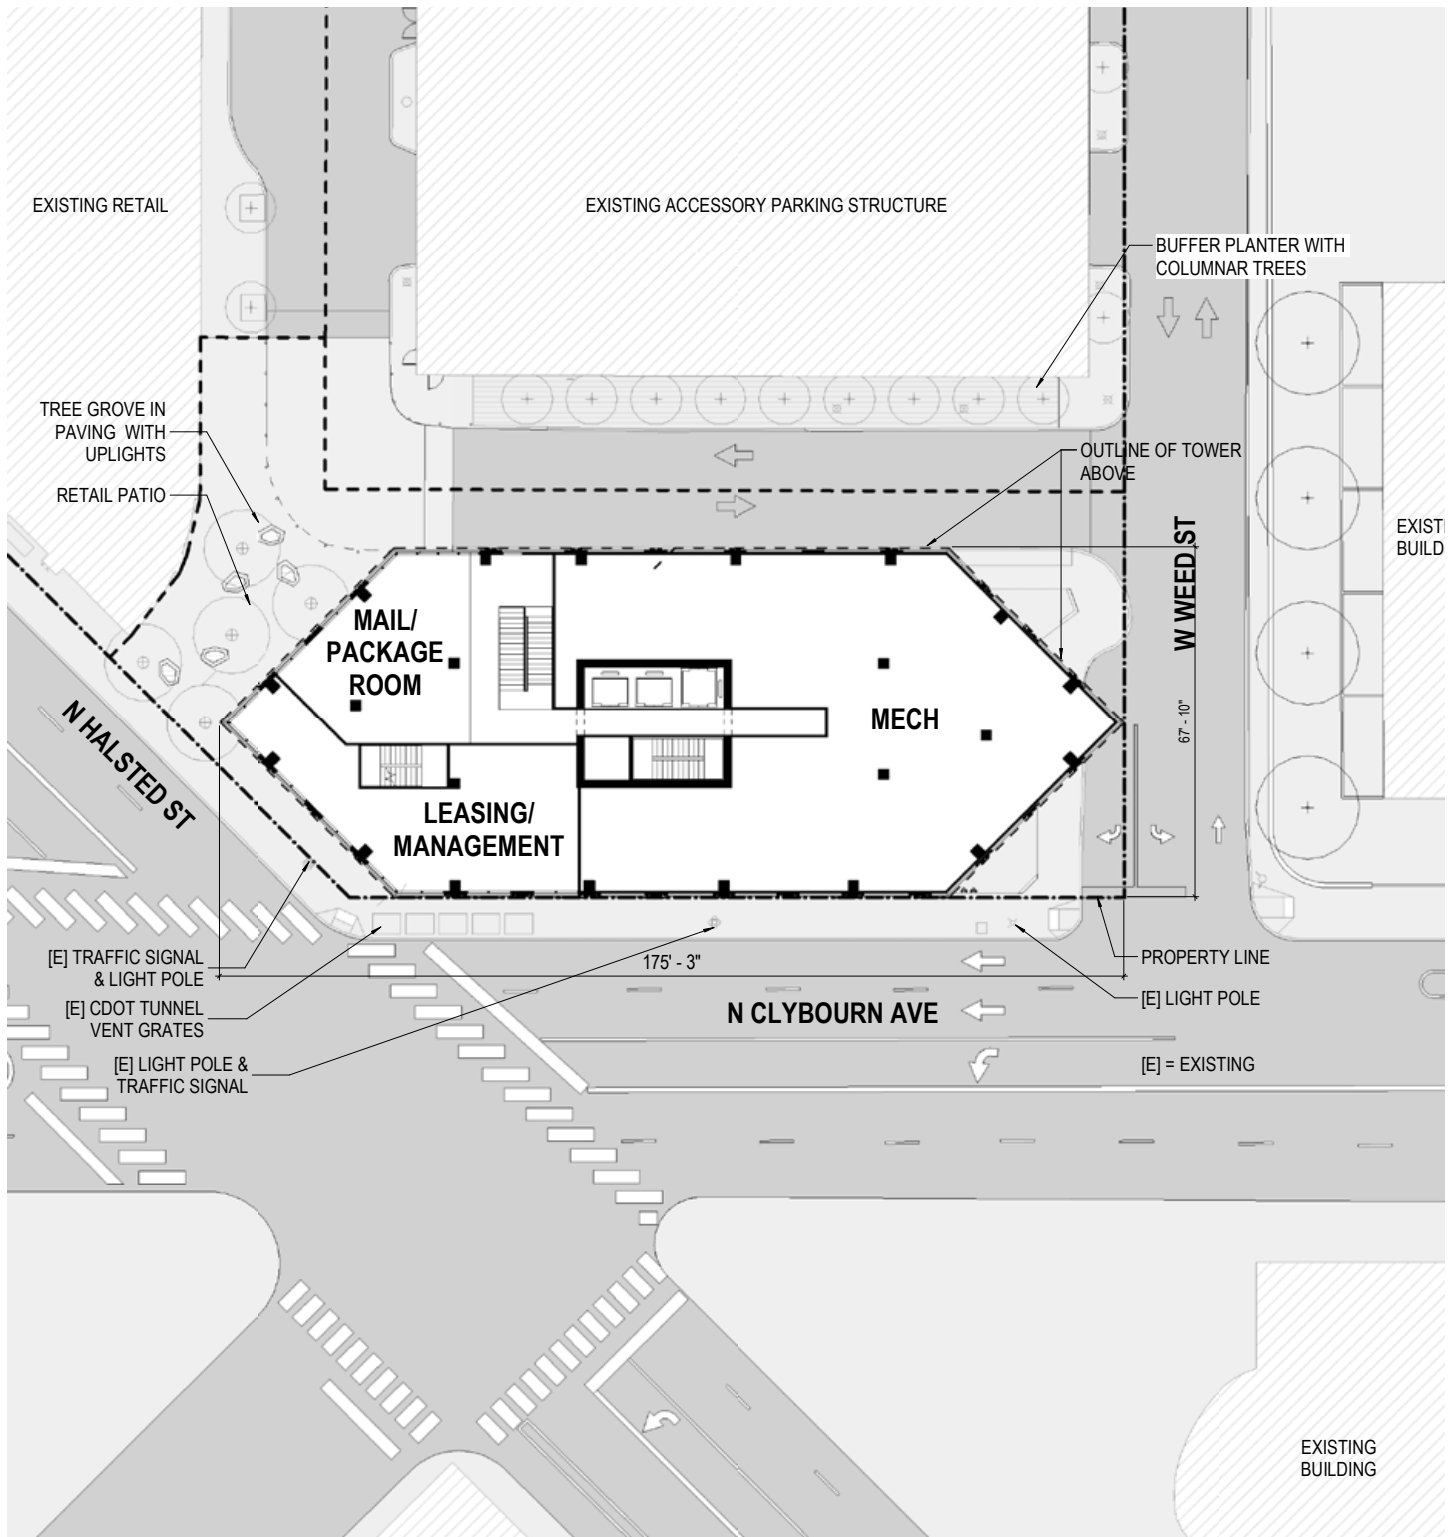 EXISTING RETAIL
EXISTING ACCESSORY PARKING STRUCTURE
BUFFER PLANTER WITH
COLUMNAR TREES
TREE GROVE IN
PAVING WITH
UPLIGHTS
RETAIL PATIO
OUTLINE OF TOWER
ABOVE
W WEED ST
67' - 10"
EXISTI
BUILD
MAIL/
PACKAGE
ROOM
MECH
N HALSTED ST
LEASING/
MANAGEMENT
[E] TRAFFIC SIGNAL
& LIGHT POLE
175' - 3"
PROPERTY LINE
[E] CDOT TUNNEL
VENT GRATES
N CLYBOURN AVE
[E] LIGHT POLE
[E] LIGHT POLE &
TRAFFIC SIGNAL
[E] = EXISTING
EXISTING
BUILDING